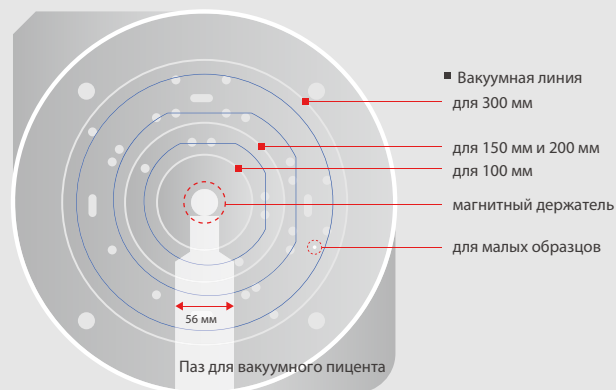 Вакуумная линия
для 300 мм
для 150 мм и 200 мм
для 100 мм
магнитный держатель
для малых образцов
56 мм
Паз для вакуумного пицента